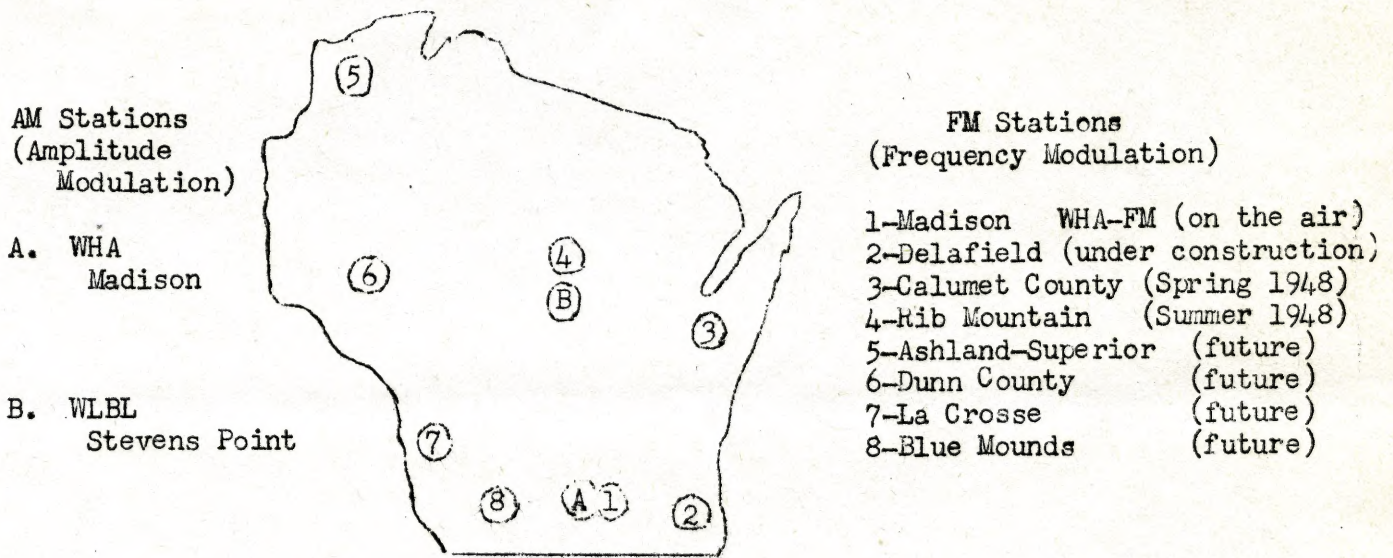 AM Stations
(Amplitude
Modulation)
A. WHA
Madison
B. WLBL
Stevens Point
5
4
6
B
3
7
8
A
1
2
FM Stations
(Frequency Modulation)
1-Madison WHA-FM (on the air)
2-Delafield (under construction)
3-Calumet County (Spring 1948)
4-Rib Mountain (Summer 1948)
5-Ashland-Superior (future)
6-Dunn County (future)
7-La Crosse (future)
8-Blue Mounds (future)